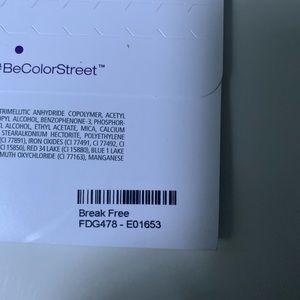 #BeColorStreet™
TRIMELLITIC ANHYDRIDE COPOLYMER, ACETYL
PYL ALCOHOL, BENZOPHENONE-3, PHOSPHOR-
L ALCOHOL, ETHYL ACETATE, MICA, CALCIUM
STEARALKONIUM HECTORITE, POLYETHYLENE
(CI 77891), IRON OXIDES (CI 77491, CI 77492, CI
CI 15850), RED 34 LAKE (CI 15880), BLUE 1 LAKE
MUTH OXYCHLORIDE (CI 77163), MANGANESE
Break Free
FDG478 - E01653